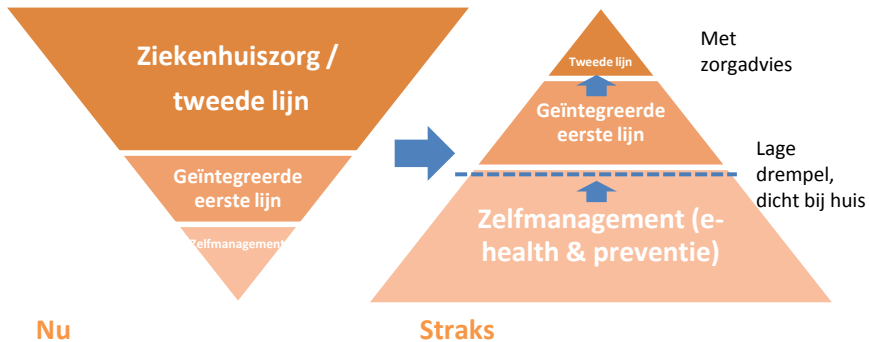 Ziekenhuiszorg /
tweede lijn
Geïntegreerde
eerste lijn
Zelfmanagement
Nu
Tweede lijn
Geïntegreerde
eerste lijn
Zelfmanagement (e-
health & preventie)
Straks
Met
zorgadvies
Lage
drempel,
dicht bij huis